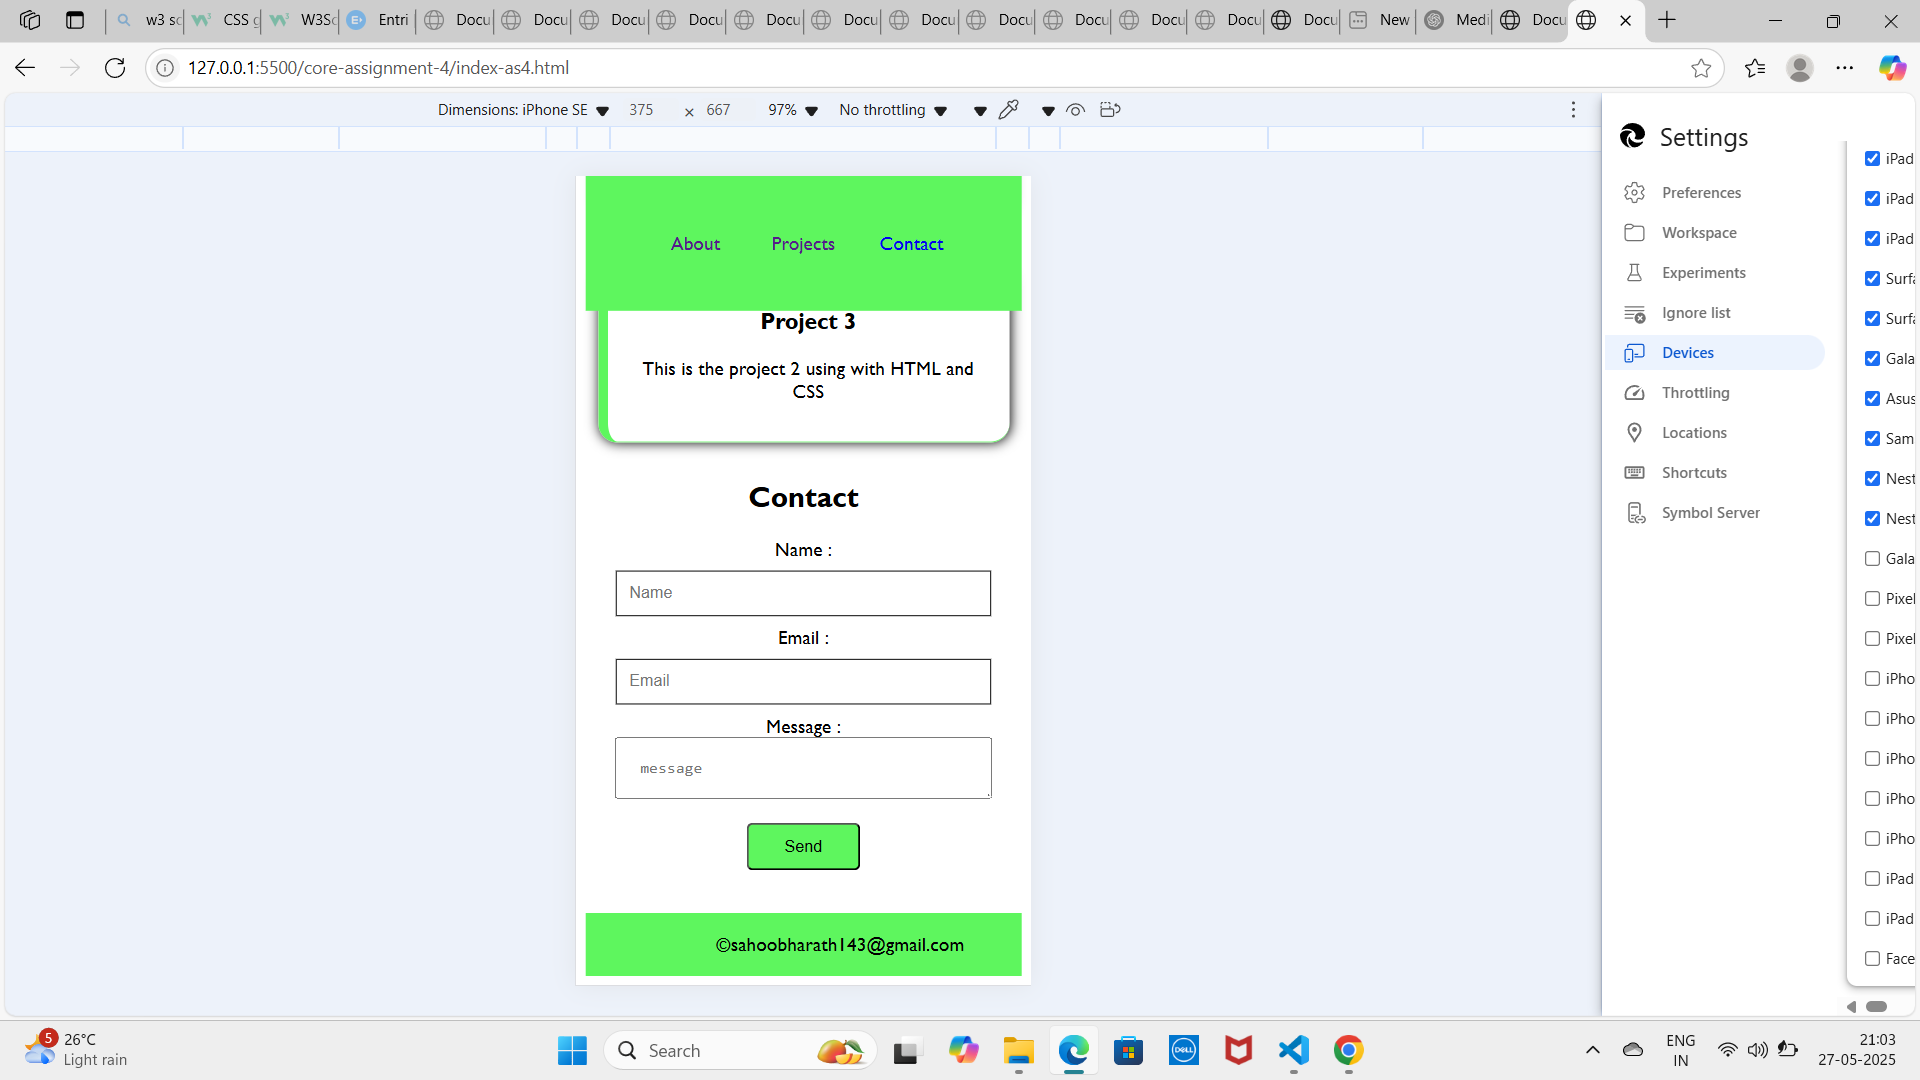 w3 sc
CSS g
W3Sc
Entri
Docu
Docu
Docu
Docu
Docu
Docu
Docu
Docu
Docu
Docu
Docu
Docu
New
Medi
Docu
127.0.0.1:5500/core-assignment-4/index-as4.html
Dimensions: iPhone SE 375 × 667 97% No throttling
About Projects Contact
Project 3
This is the project 2 using with HTML and
CSS
Contact
Name :
Name
Email :
Email
Message :
message
Send
©sahoobharath143@gmail.com
Settings
Preferences
Workspace
Experiments
Ignore list
Devices
Throttling
Locations
Shortcuts
Symbol Server
iPad
iPad
iPad
Surfa
Surfa
Gala
Asus
Sam
Nest
Nest
Gala
Pixel
Pixel
iPho
iPho
iPho
iPho
iPho
iPad
iPad
Face
5
26°C
Light rain
Search
DELL
ENG
IN
21:03
27-05-2025